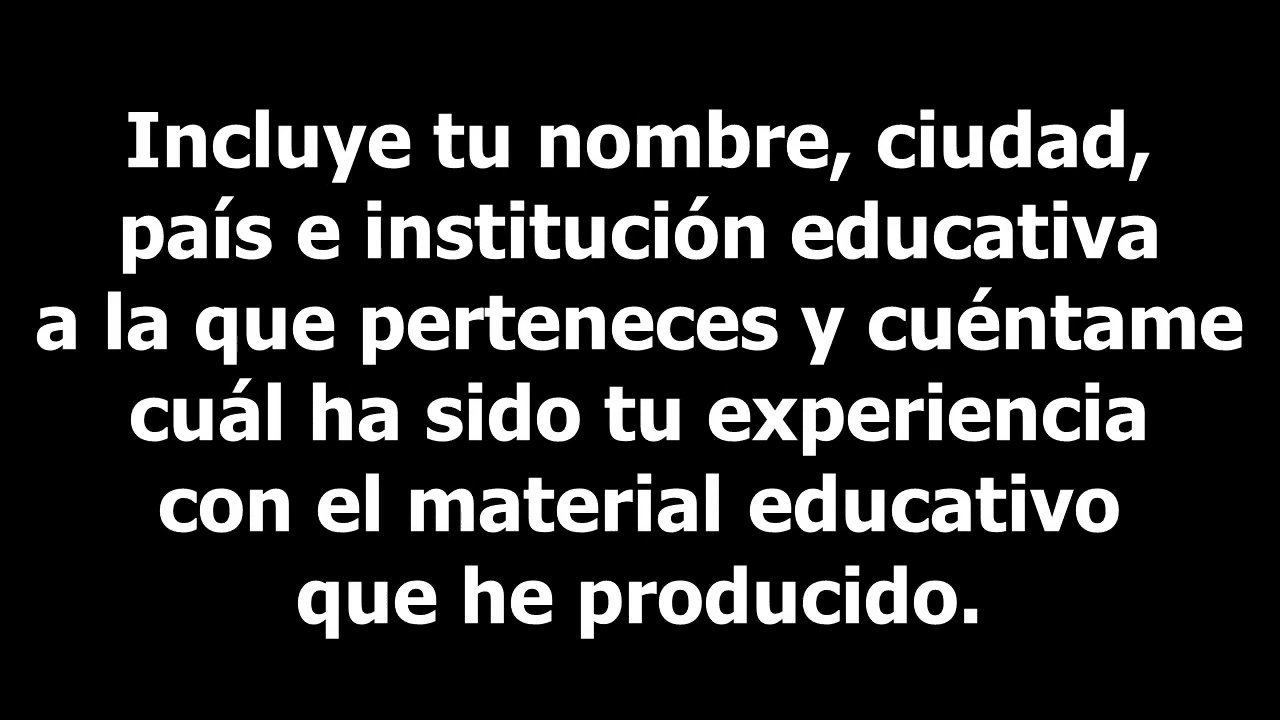 Incluye tu nombre, ciudad,
país e institución educativa
a la que perteneces y cuéntame
cuál ha sido tu experiencia
con el material educativo
que he producido.